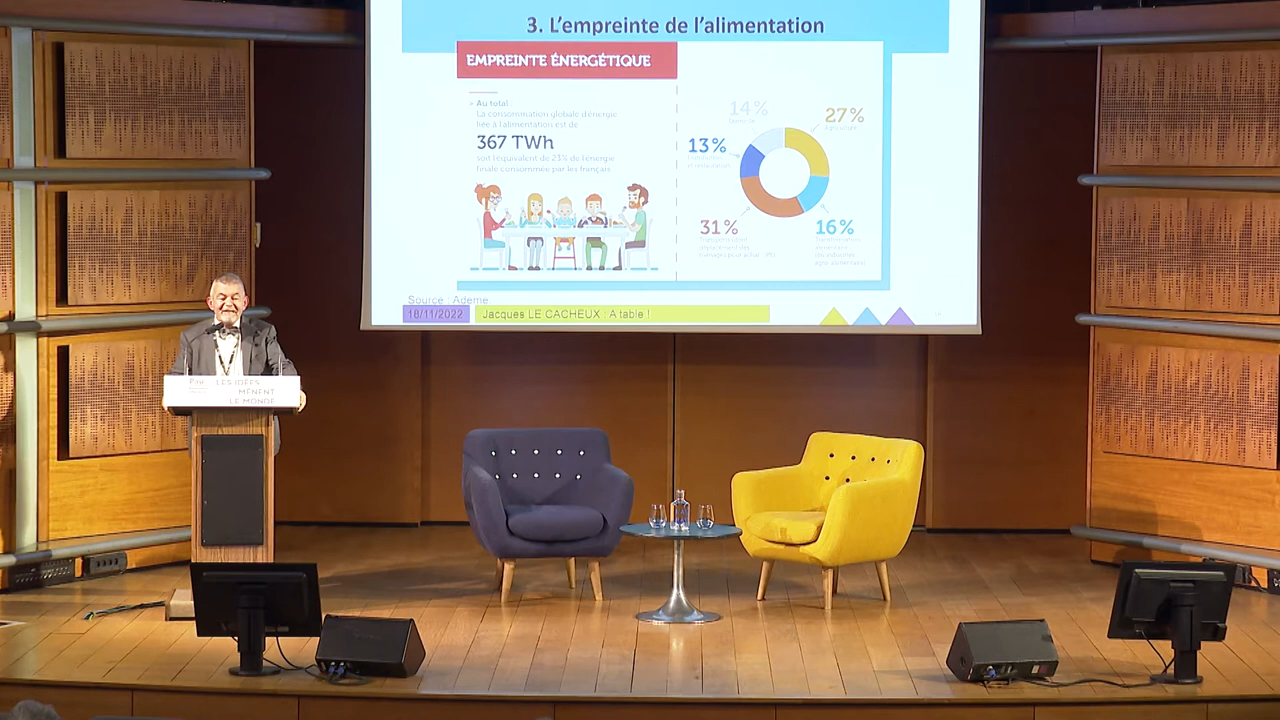 3. L'empreinte de l'alimentation
EMPREINTE ÉNERGÉTIQUE
Au total :
La consommation globale d'énergie
liée à l'alimentation est de
367 TWh
soit l'équivalent de 23% de l'énergie
finale consommée par les français.
14%
27%
Agriculture
13%
31%
16%
Source : Ademe
18/11/2022
Jacques LE CACHEUX : A table !
LES IDÉES
MÈNENT
LE MONDE